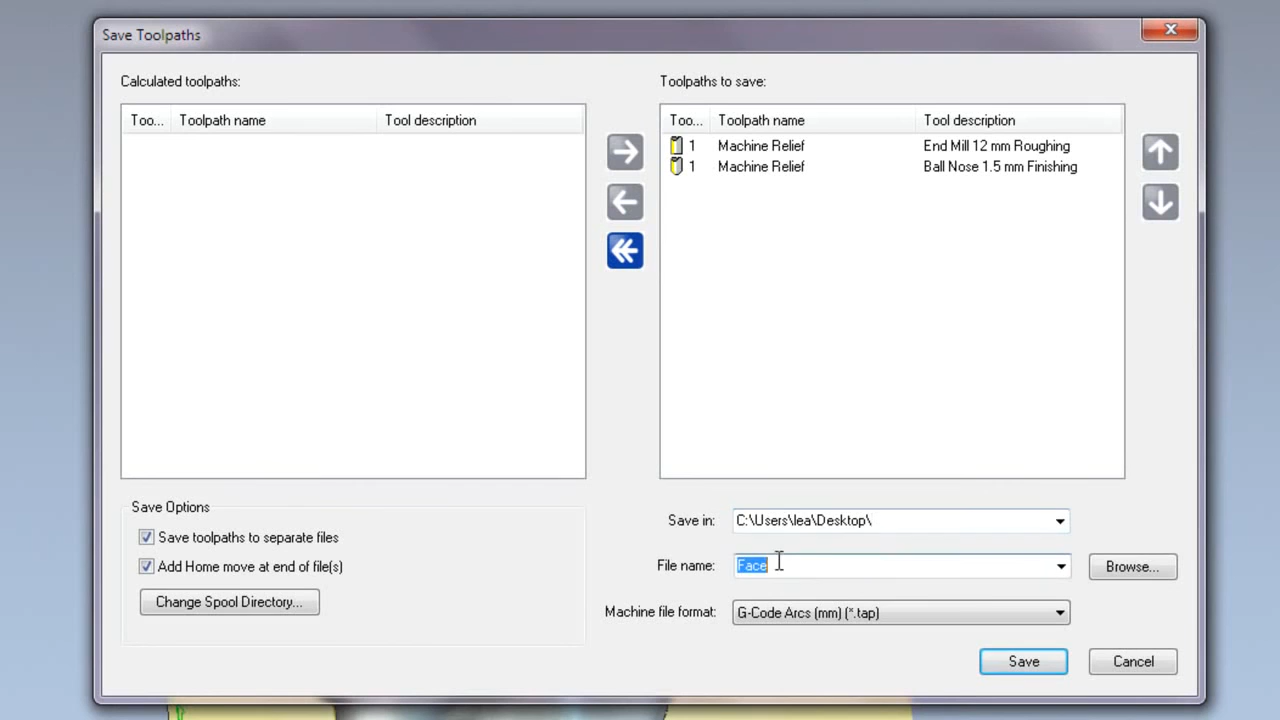 Save Toolpaths
Calculated toolpaths:
Too... Toolpath name Tool description
Toolpaths to save:
Too... Toolpath name Tool description
1 Machine Relief End Mill 12 mm Roughing
1 Machine Relief Ball Nose 1.5 mm Finishing
Save Options
Save toolpaths to separate files
Add Home move at end of file(s)
Change Spool Directory...
Save in: C:\Users\lea\Desktop\
File name: Face
Browse...
Machine file format: G-Code Arcs (mm) (*.tap)
Save
Cancel